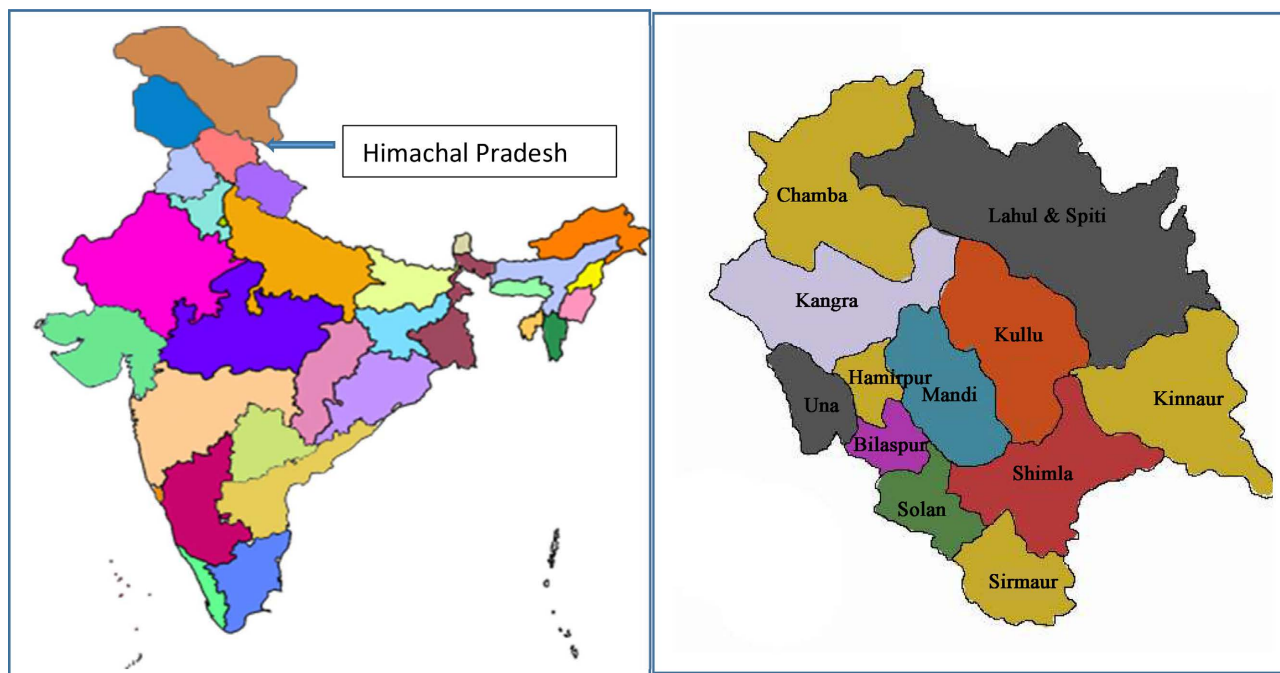 Himachal Pradesh
Chamba
Lahul & Spiti
Kangra
Kullu
Hamirpur
Mandi
Una
Kinnaur
Bilaspur
Shimla
Solan
Sirmaur